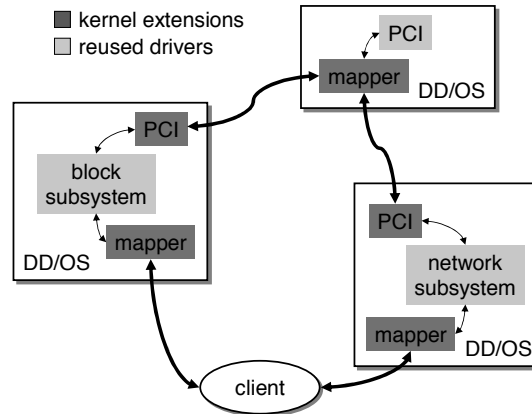 kernel extensions
reused drivers
PCI
mapper
DD/OS
PCI
block
subsystem
mapper
DD/OS
PCI
network
subsystem
mapper
DD/OS
client